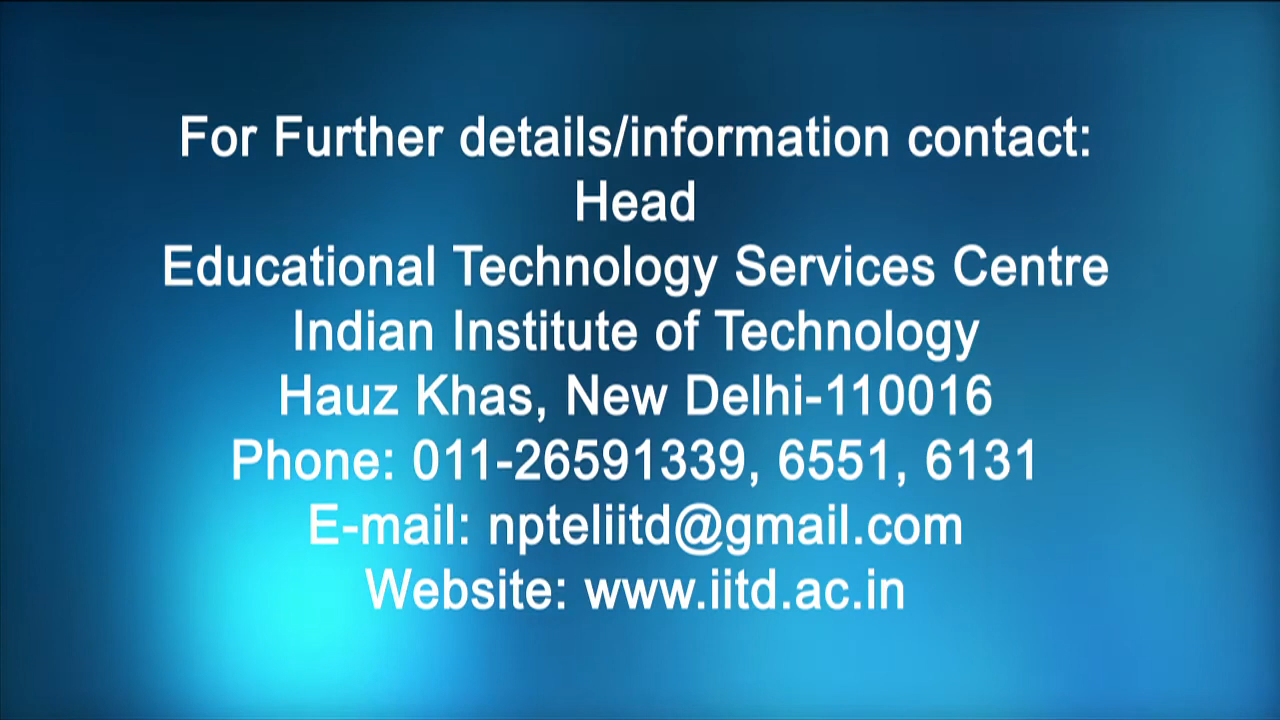 For Further details/information contact:
Head
Educational Technology Services Centre
Indian Institute of Technology
Hauz Khas, New Delhi-110016
Phone: 011-26591339, 6551, 6131
E-mail: npteliitd@gmail.com
Website: www.iitd.ac.in